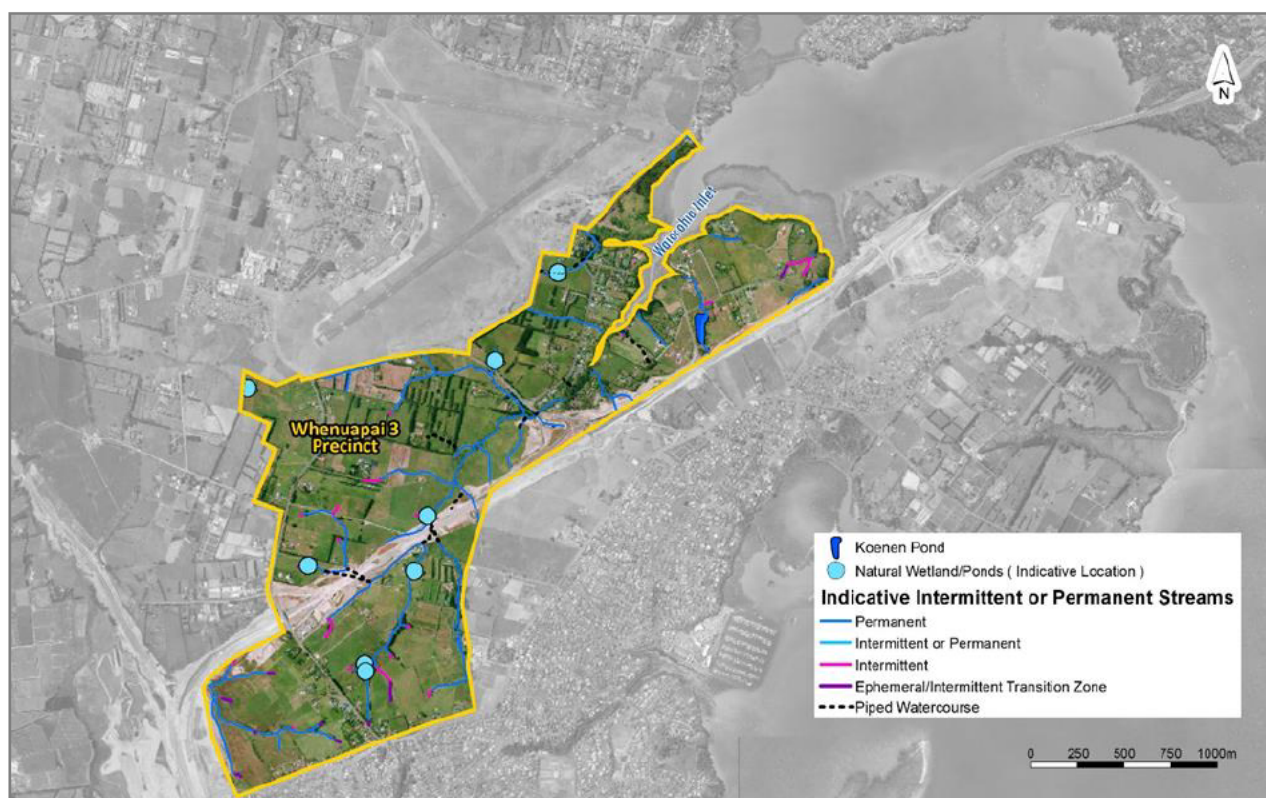 N
Waiarohia Inlet
Whenuapai 3
Precinct
Koenen Pond
Natural Wetland/Ponds ( Indicative Location )
Indicative Intermittent or Permanent Streams
Permanent
Intermittent or Permanent
Intermittent
Ephemeral/Intermittent Transition Zone
Piped Watercourse
0 250 500 750 1000m